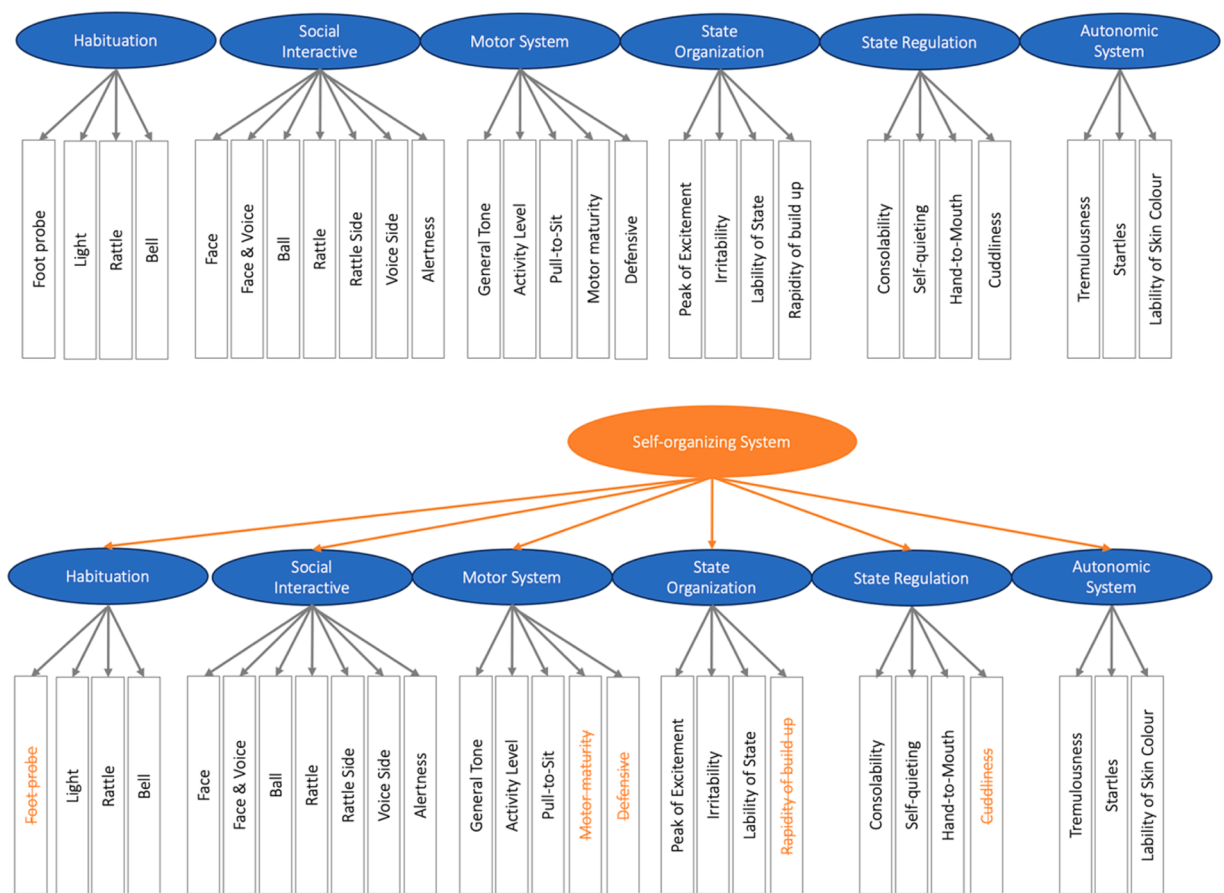 Habituation
Social
Interactive
Motor System
State
Organization
State Regulation
Autonomic
System
Foot probe
Light
Rattle
Bell
Face
Face & Voice
Ball
Rattle
Rattle Side
Voice Side
Alertness
General Tone
Activity Level
Pull-to-Sit
Motor maturity
Defensive
Peak of Excitement
Irritability
Lability of State
Rapidity of build up
Consolability
Self-quieting
Hand-to-Mouth
Cuddliness
Tremulousness
Startles
Lability of Skin Colour
Self-organizing System
Habituation
Social
Interactive
Motor System
State
Organization
State Regulation
Autonomic
System
Foot probe
Light
Rattle
Bell
Face
Face & Voice
Ball
Rattle
Rattle Side
Voice Side
Alertness
General Tone
Activity Level
Pull-to-Sit
Motor maturity
Defensive
Peak of Excitement
Irritability
Lability of State
Rapidity of build up
Consolability
Self-quieting
Hand-to-Mouth
Cuddliness
Tremulousness
Startles
Lability of Skin Colour